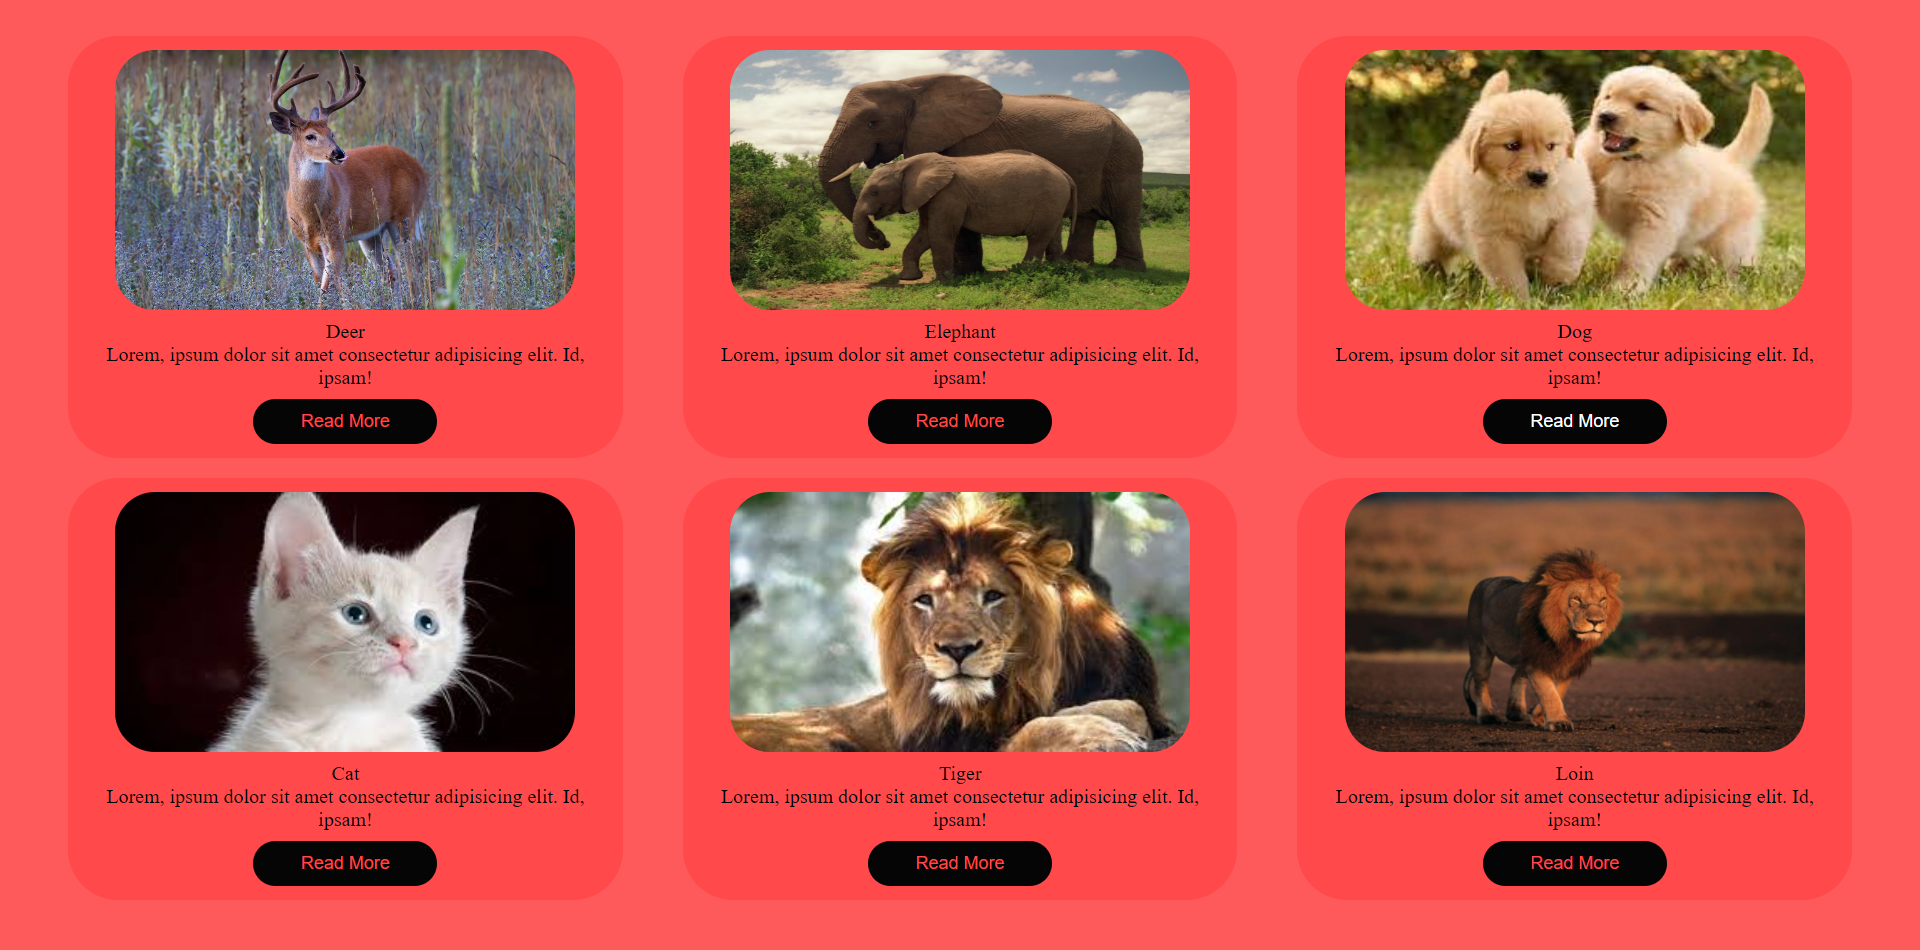 Deer
Lorem, ipsum dolor sit amet consectetur adipisicing elit. Id,
ipsam!
Read More
Elephant
Lorem, ipsum dolor sit amet consectetur adipisicing elit. Id,
ipsam!
Read More
Dog
Lorem, ipsum dolor sit amet consectetur adipisicing elit. Id,
ipsam!
Read More
Cat
Lorem, ipsum dolor sit amet consectetur adipisicing elit. Id,
ipsam!
Read More
Tiger
Lorem, ipsum dolor sit amet consectetur adipisicing elit. Id,
ipsam!
Read More
Loin
Lorem, ipsum dolor sit amet consectetur adipisicing elit. Id,
ipsam!
Read More